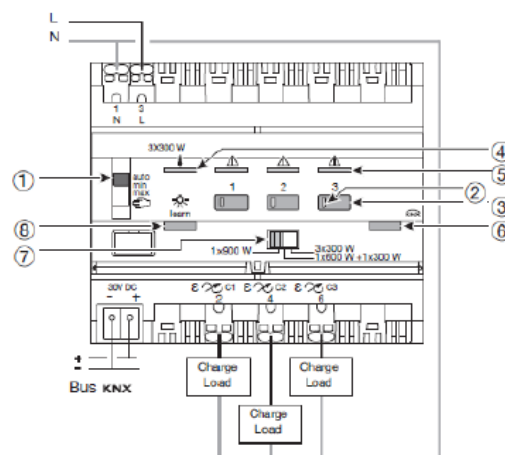 L
N
1 3
N L
3X300 W
④
①
auto
min
max
⑤
②
1 2 3
③
learn
⑧
⑥
⑦
1x900 W
3x300 W
1x600 W +1x300 W
30V DC
- +
ε C1 ε C2 ε C3
2 4 6
+
-
Bus KNX
Charge
Load
Charge
Load
Charge
Load